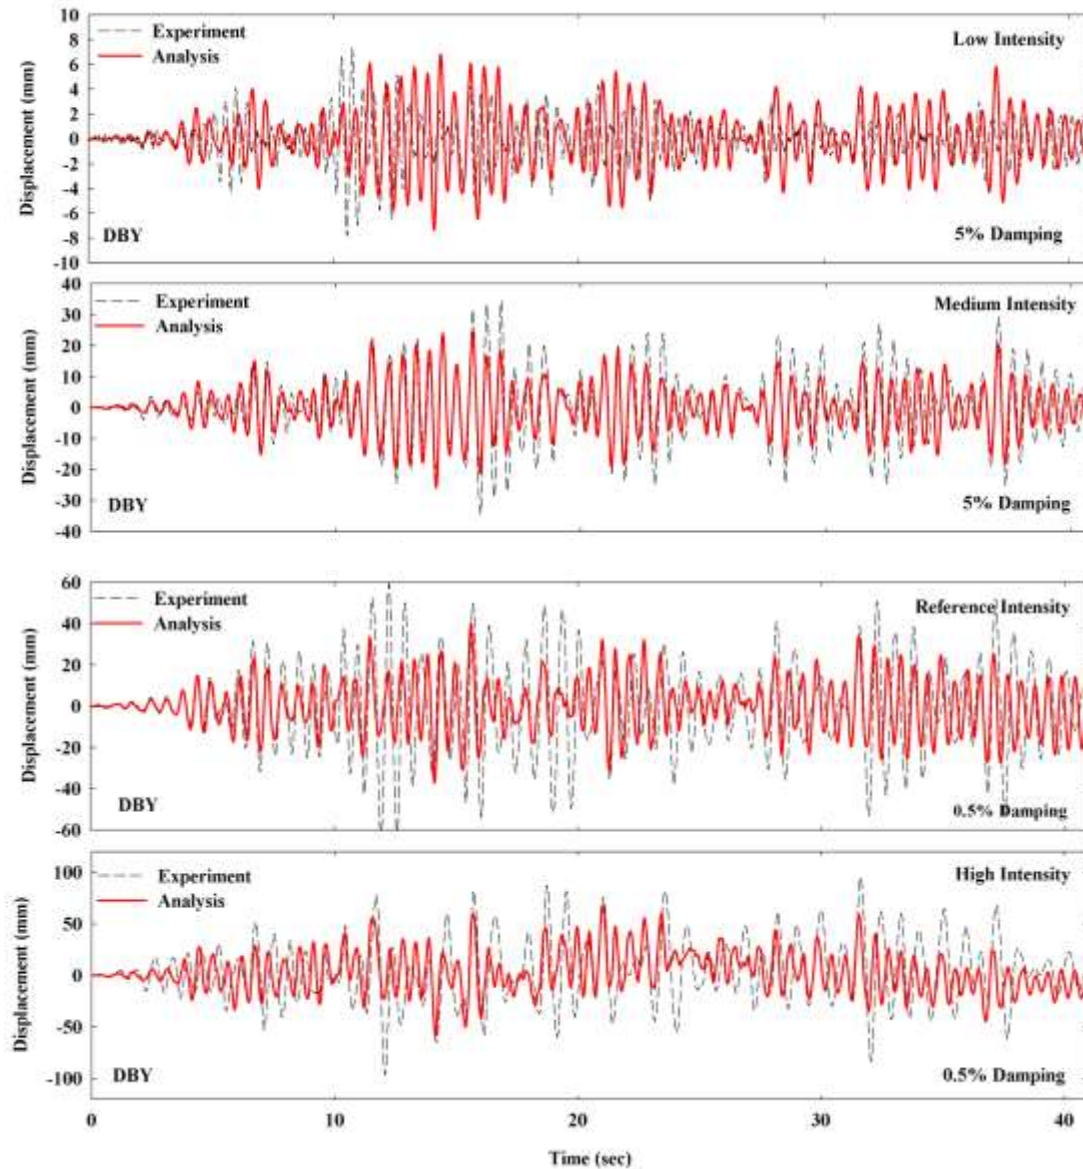 10
8
6
4
2
0
-2
-4
-6
-8
-10
Displacement (mm)
Experiment
Analysis
Low Intensity
DBY
5% Damping
40
30
20
10
0
-10
-20
-30
-40
Displacement (mm)
Experiment
Analysis
Medium Intensity
DBY
5% Damping
60
40
20
0
-20
-40
-60
Displacement (mm)
Experiment
Analysis
Reference Intensity
DBY
0.5% Damping
100
50
0
-50
-100
Displacement (mm)
Experiment
Analysis
High Intensity
DBY
0.5% Damping
0 10 20 30 40
Time (sec)